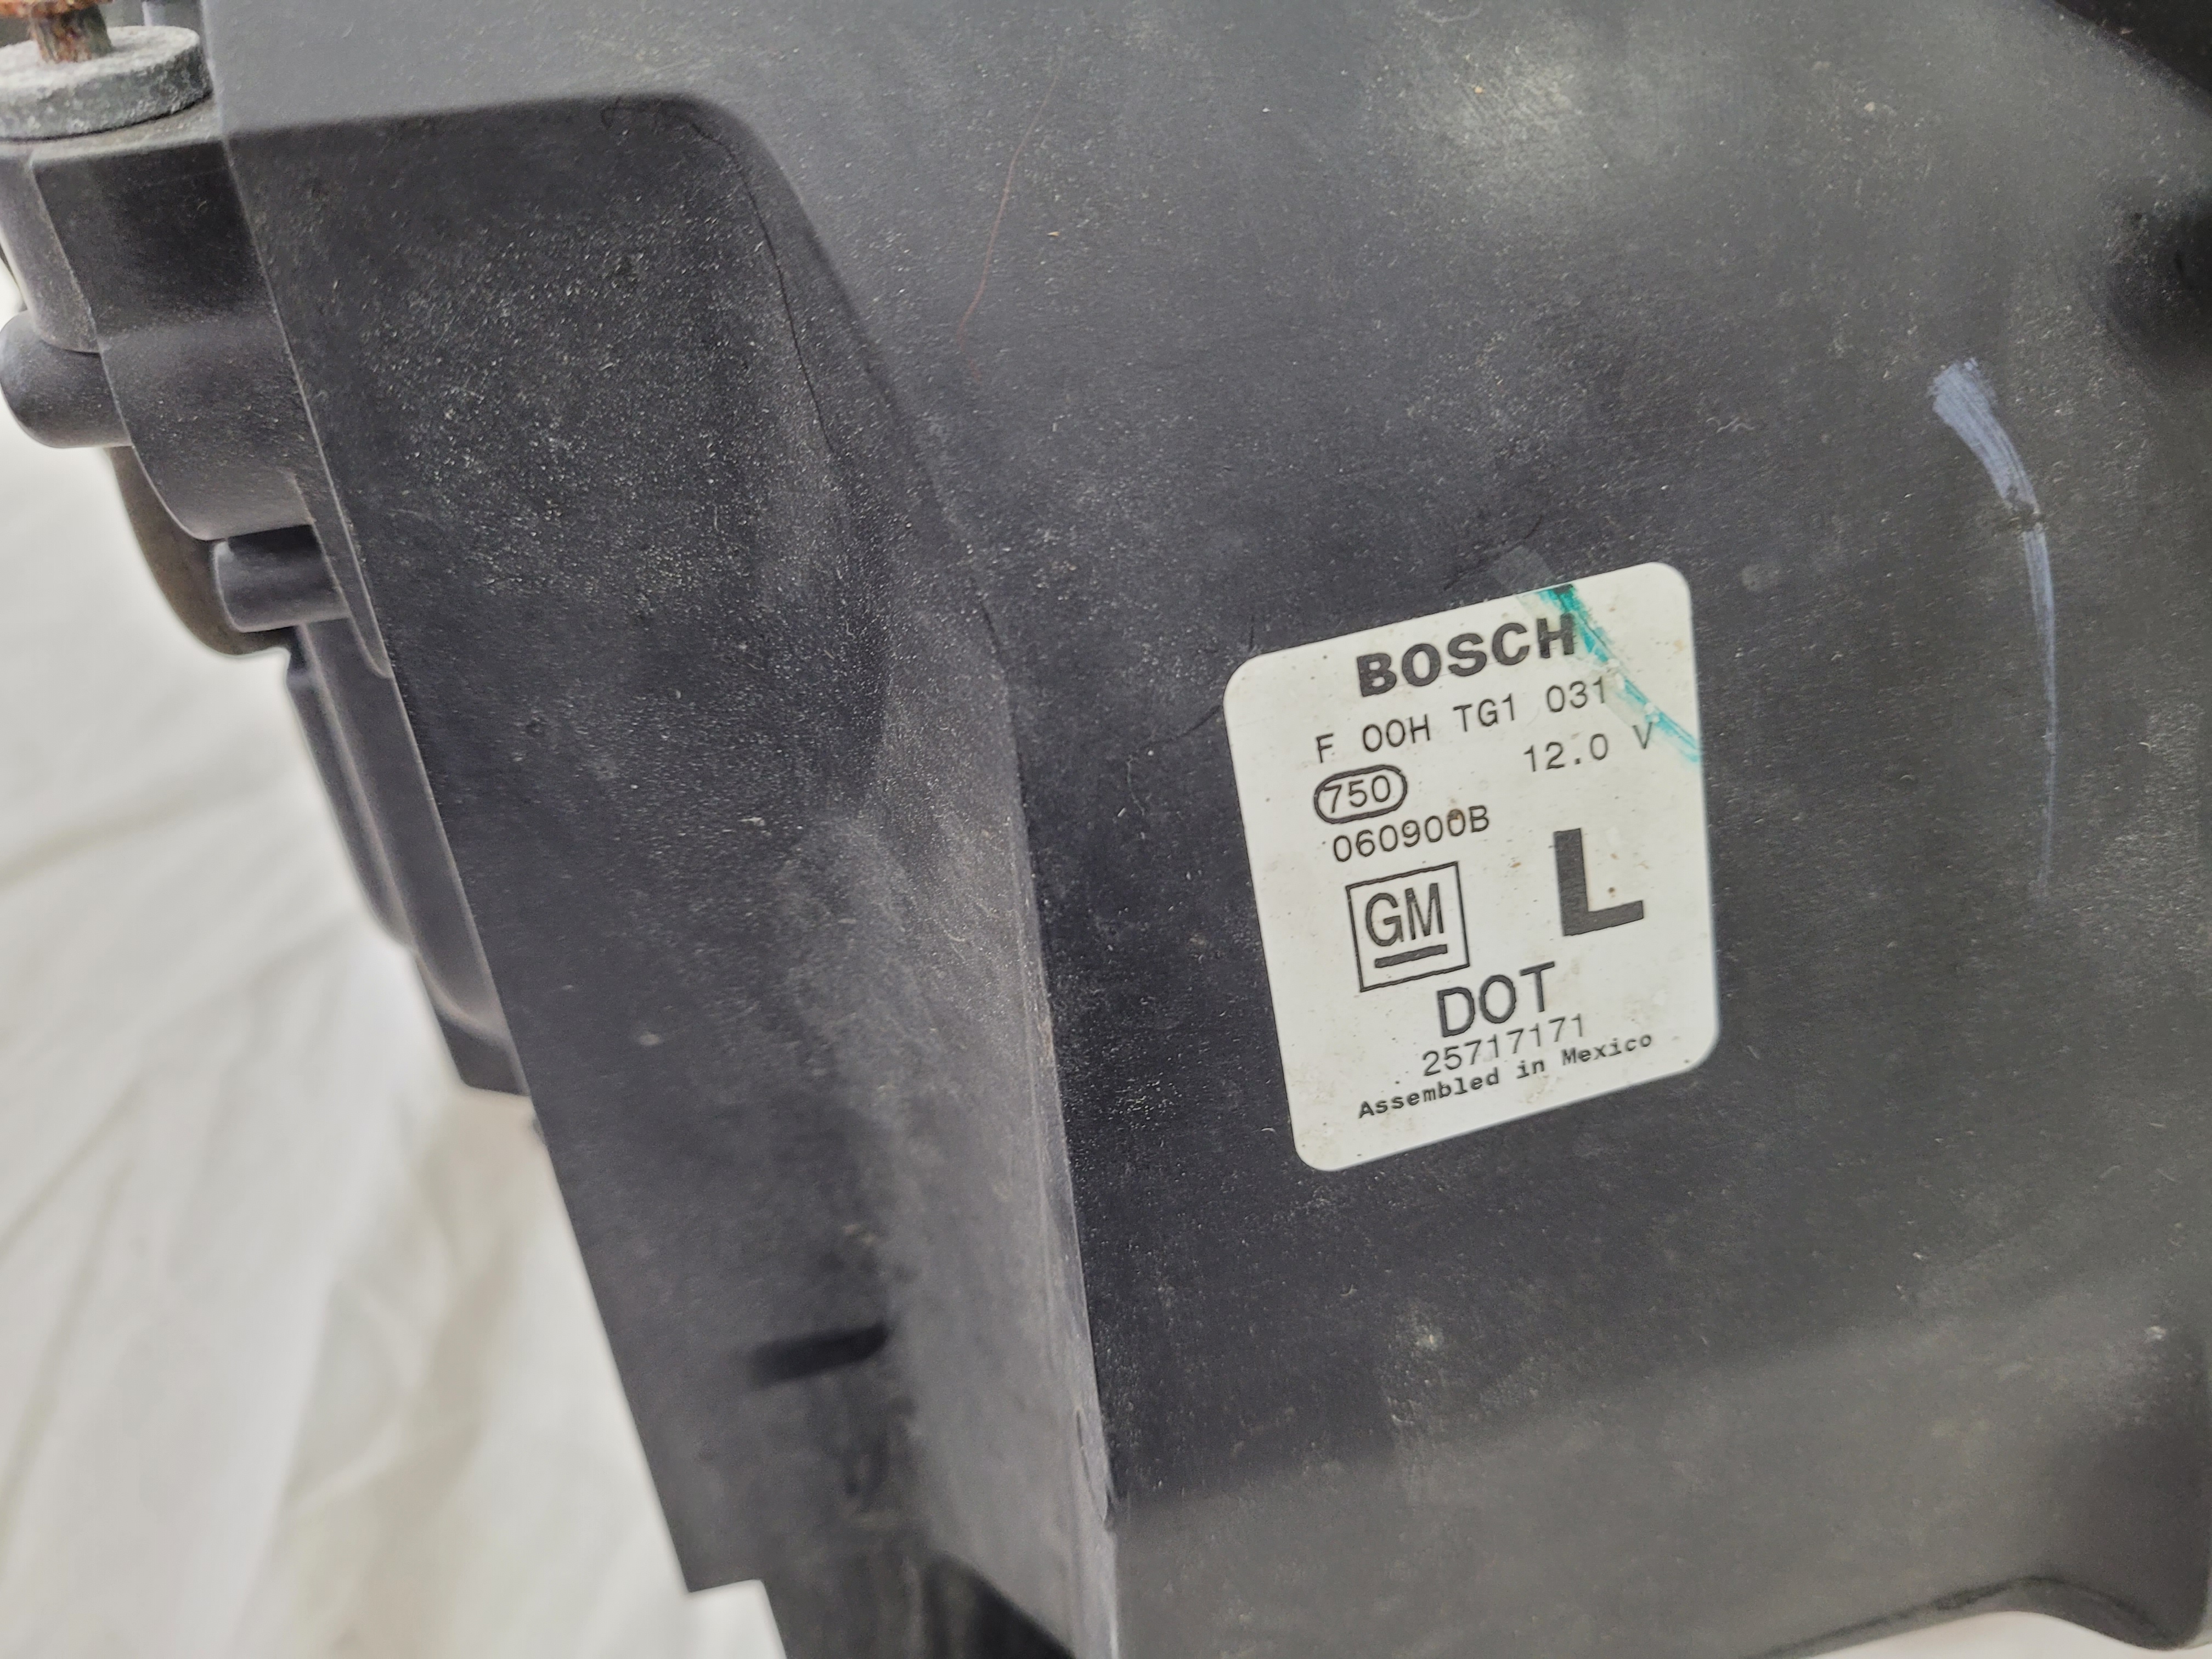 BOSCH
F 00H TG1 031
12.0 V
750
060900B
GM
L
DOT
25717171
Assembled in Mexico